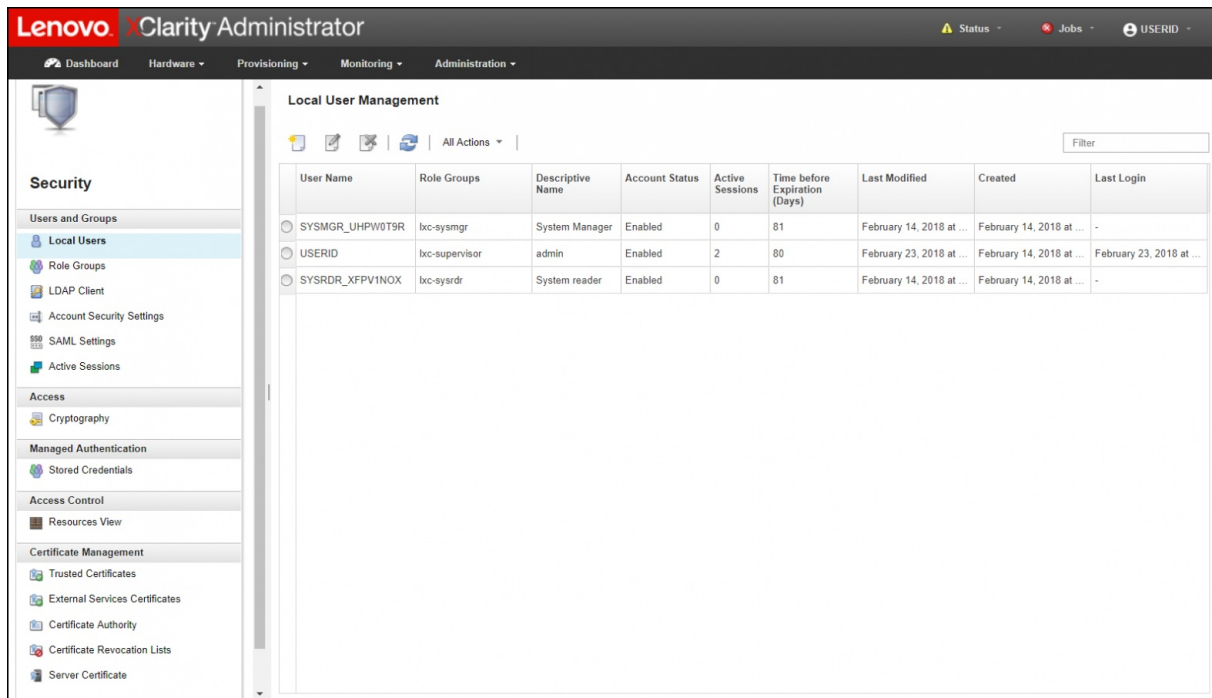 Lenovo. XClarity Administrator
Status
Jobs
USERID
Dashboard
Hardware
Provisioning
Monitoring
Administration
Security
Users and Groups
Local Users
Role Groups
LDAP Client
Account Security Settings
SAML Settings
Active Sessions
Access
Cryptography
Managed Authentication
Stored Credentials
Access Control
Resources View
Certificate Management
Trusted Certificates
External Services Certificates
Certificate Authority
Certificate Revocation Lists
Server Certificate
Local User Management
All Actions
Filter
User Name Role Groups Descriptive Name Account Status Active Sessions Time before Expiration (Days) Last Modified Created Last Login
SYSMGR_UHPW0T9R lxc-sysmgr System Manager Enabled 0 81 February 14, 2018 at ... February 14, 2018 at ... -
USERID lxc-supervisor admin Enabled 2 80 February 23, 2018 at ... February 14, 2018 at ... February 23, 2018 at ...
SYSRDR_XFPV1NOX lxc-sysrdr System reader Enabled 0 81 February 14, 2018 at ... February 14, 2018 at ... -